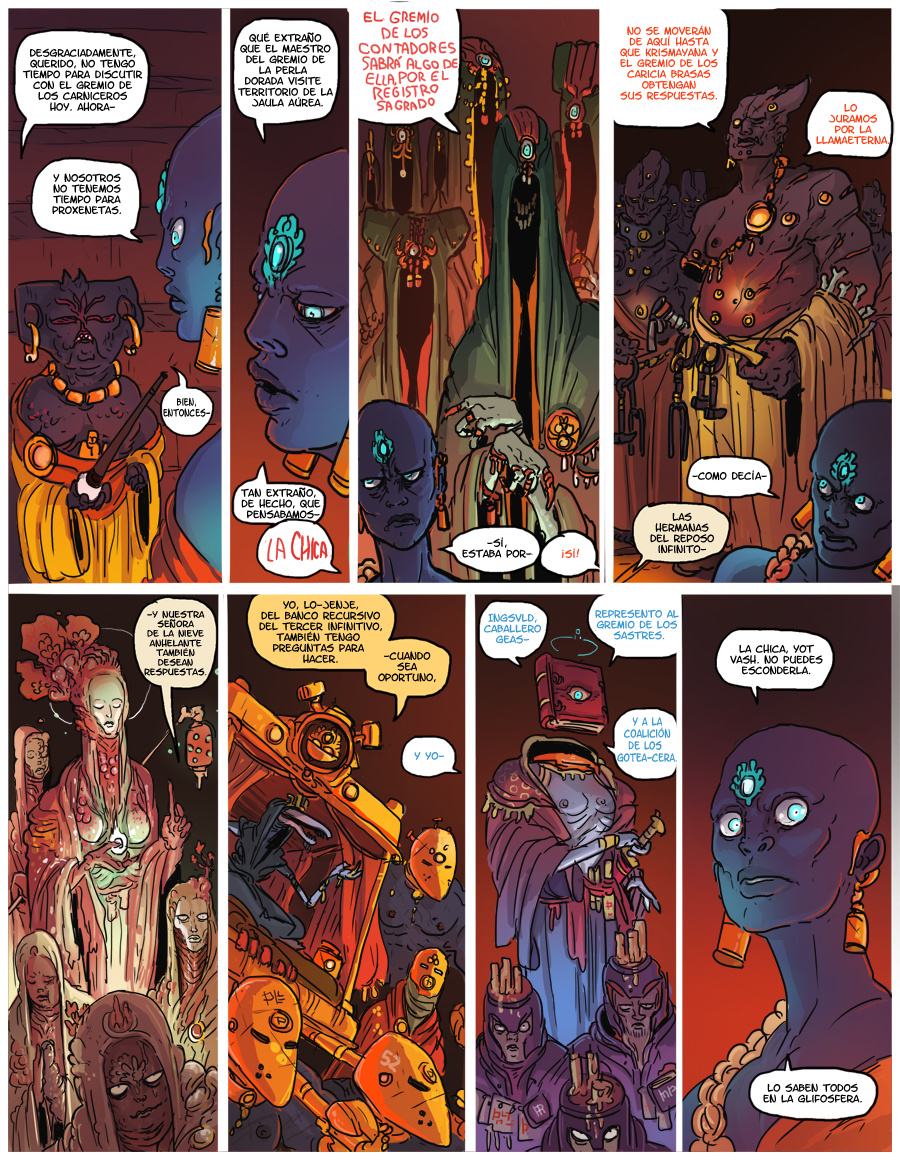 DESGRACIADAMENTE,
QUERIDO, NO TENGO
TIEMPO PARA DISCUTIR
CON EL GREMIO DE
LOS CARNICEROS
HOY. AHORA-
Y NOSOTROS
NO TENEMOS
TIEMPO PARA
PROXENETAS.
BIEN,
ENTONCES-
QUÉ EXTRAÑO
QUE EL MAESTRO
DEL GREMIO DE
LA PERLA
DORADA VISITE
TERRITORIO DE LA
JAULA AÚREA.
TAN EXTRAÑO,
DE HECHO, QUE
PENSABAMOS-
LA CHICA
EL GREMIO
DE LOS
CONTADORES
SABRÁ ALGO DE
ELLA, POR EL
REGISTRO
SAGRADO
-SÍ,
ESTABA POR-
¡SÍ!
NO SE MOVERÁN
DE AQUÍ HASTA
QUE KRISMAYANA Y
EL GREMIO DE LOS
CARICIA BRASAS
OBTENGAN
SUS RESPUESTAS.
LO
JURAMOS
POR LA
LLAMAETERNA.
-COMO DECÍA-
LAS
HERMANAS
DEL REPOSO
INFINITO-
-Y NUESTRA
SEÑORA
DE LA NIEVE
ANHELANTE
TAMBIÉN
DESEAN
RESPUESTAS.
YO, LO-JENJE,
DEL BANCO RECURSIVO
DEL TERCER INFINITIVO,
TAMBIÉN TENGO
PREGUNTAS PARA
HACER.
-CUANDO
SEA
OPORTUNO,
Y YO-
INGSVLD,
CABALLERO
GEAS-
REPRESENTO AL
GREMIO DE LOS
SASTRES.
Y A LA
COALICIÓN
DE LOS
GOTEA-CERA.
LA CHICA, YOT
VASH. NO PUEDES
ESCONDERLA.
LO SABEN TODOS
EN LA GLIFOSFERA.